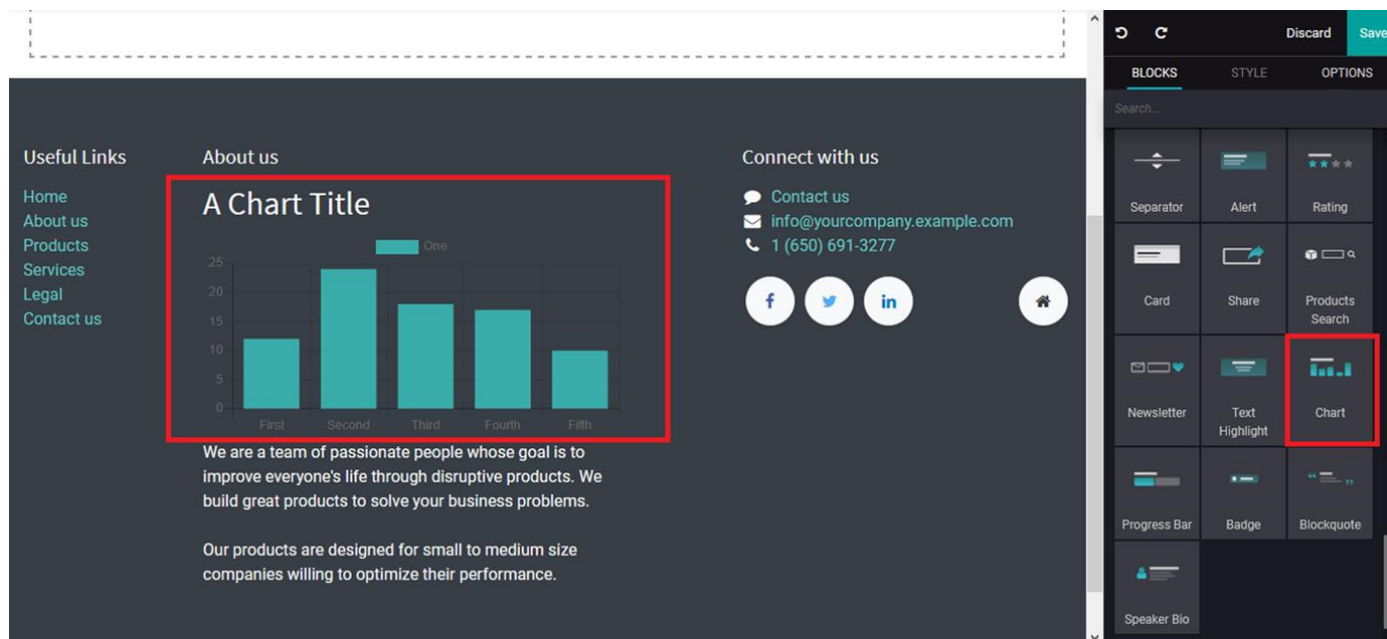 Discard
Save
BLOCKS
STYLE
OPTIONS
Search...
Useful Links
Home
About us
Products
Services
Legal
Contact us
About us
A Chart Title
One
25
20
15
10
5
0
First
Second
Third
Fourth
Fifth
We are a team of passionate people whose goal is to
improve everyone's life through disruptive products. We
build great products to solve your business problems.
Our products are designed for small to medium size
companies willing to optimize their performance.
Connect with us
Contact us
info@yourcompany.example.com
1 (650) 691-3277
Separator
Alert
Rating
Card
Share
Products
Search
Newsletter
Text
Highlight
Chart
Progress Bar
Badge
Blockquote
Speaker Bio